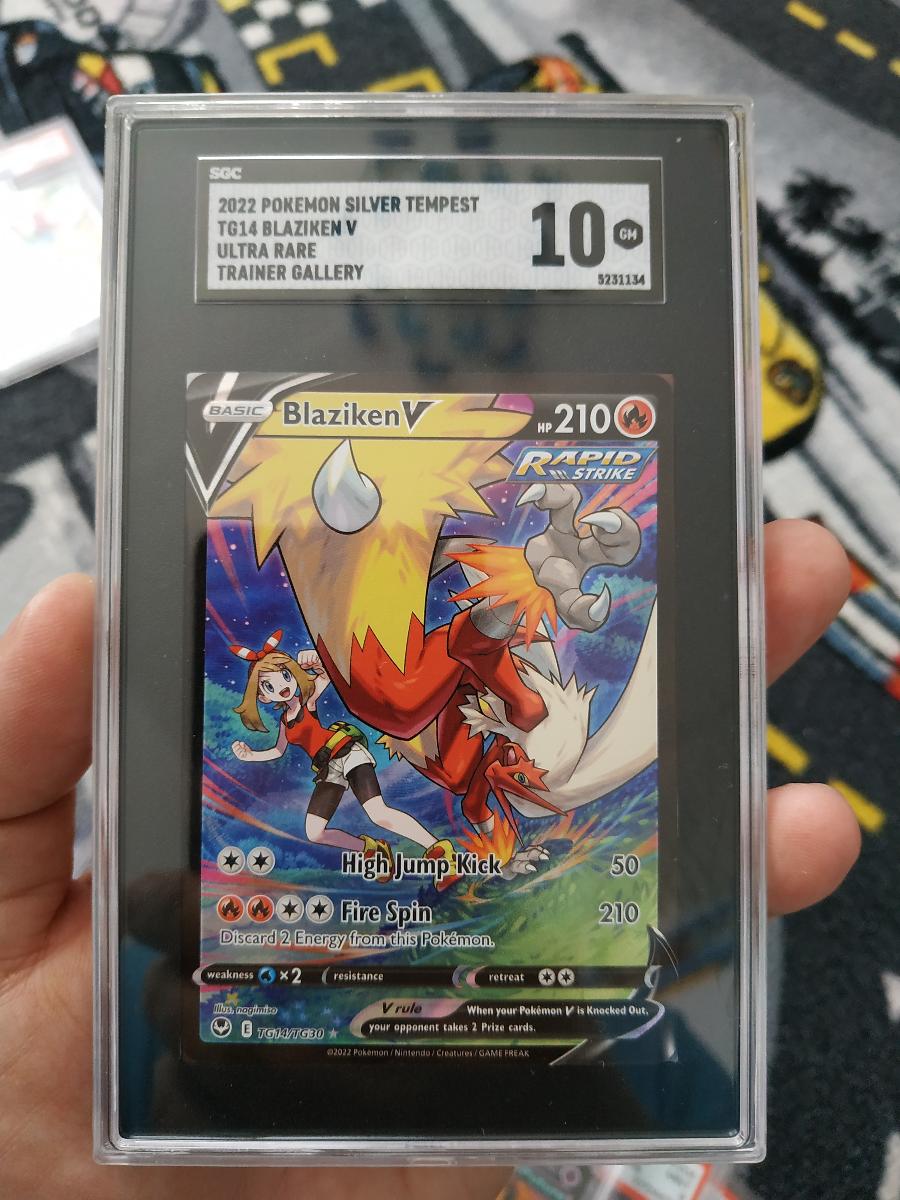 SGC
2022 POKEMON SILVER TEMPEST
TG14 BLAZIKEN V
ULTRA RARE
TRAINER GALLERY
10 GM
5231134
BASIC Blaziken V HP 210
RAPID STRIKE
High Jump Kick 50
Fire Spin 210
Discard 2 Energy from this Pokémon.
weakness ×2 resistance retreat
Illus. nagimiso
V rule When your Pokémon V is Knocked Out,
your opponent takes 2 Prize cards.
E TG14/TG30 ★
©2022 Pokémon / Nintendo / Creatures / GAME FREAK